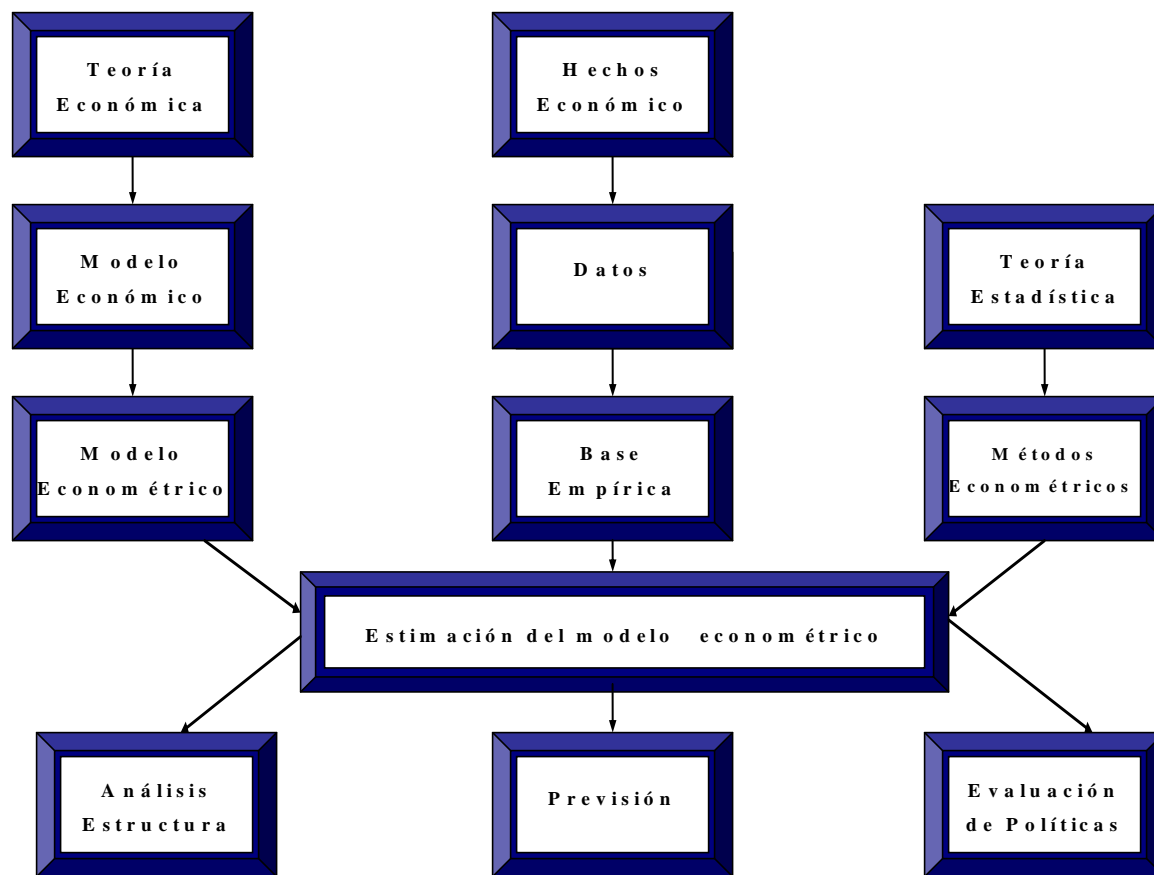 Teoría
Económica
Hechos
Económico
Modelo
Económico
Datos
Teoría
Estadística
Modelo
Econométrico
Base
Empírica
Métodos
Econométricos
Estimación del modelo econométrico
Análisis
Estructura
Previsión
Evaluación
de Políticas